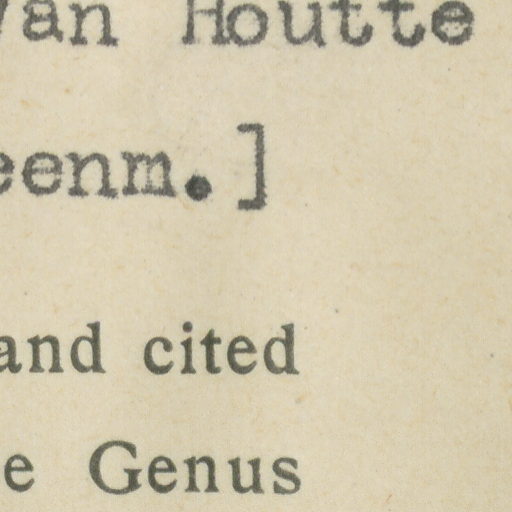 Van Houtte
eenm.]
and cited
e Genus